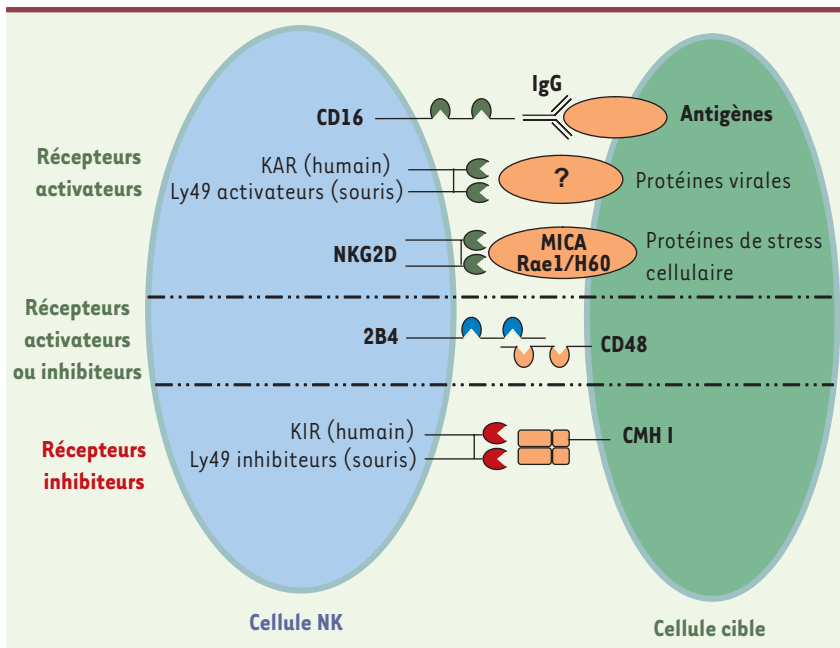 IgG
CD16
Antigènes
Récepteurs
activateurs
KAR (humain)
Ly49 activateurs (souris)
?
Protéines virales
NKG2D
MICA
Rae1/H60
Protéines de stress
cellulaire
Récepteurs
activateurs
ou inhibiteurs
2B4
CD48
Récepteurs
inhibiteurs
KIR (humain)
Ly49 inhibiteurs (souris)
CMH I
Cellule NK
Cellule cible